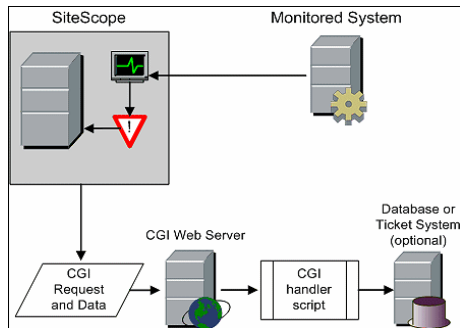 SiteScope
Monitored System
!
CGI Web Server
Database or
Ticket System
(optional)
CGI
Request
and Data
CGI
handler
script